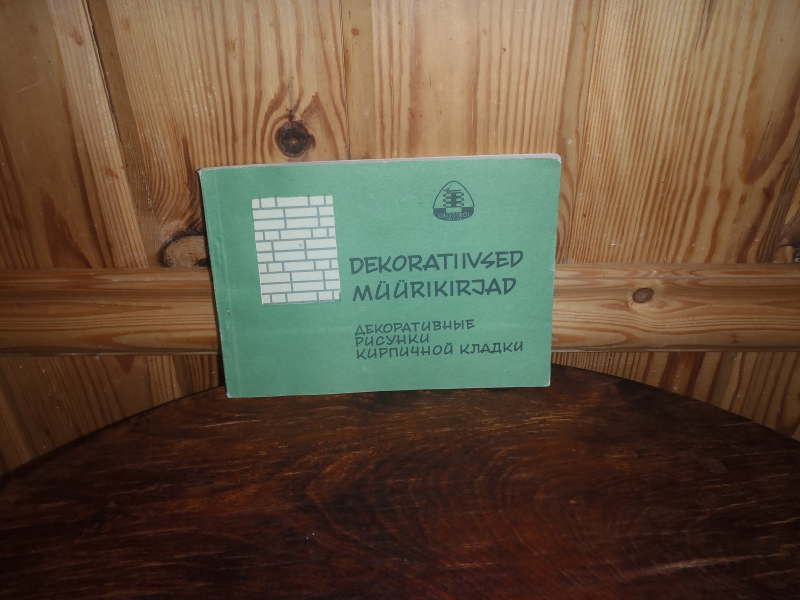 DEKORATIIVSED
MÜÜRIKIRJAD
ДЕКОРАТИВНЫЕ
РИСУНКИ
КИРПИЧНОЙ КЛАДКИ